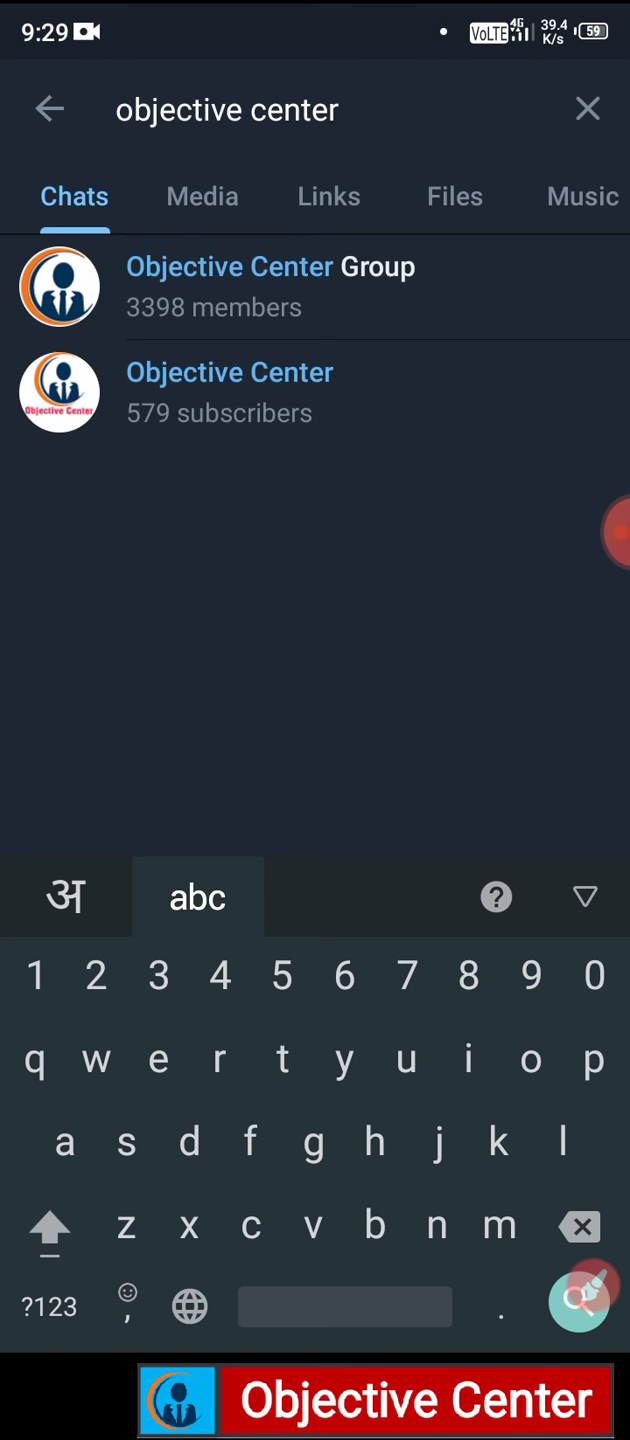 9:29 VoLTE 4G 39.4 K/s 59
objective center
Chats Media Links Files Music
Objective Center Group
3398 members
Objective Center
579 subscribers
Objective Center
अ abc ?
1 2 3 4 5 6 7 8 9 0
q w e r t y u i o p
a s d f g h j k l
z x c v b n m
?123 , .
Objective Center